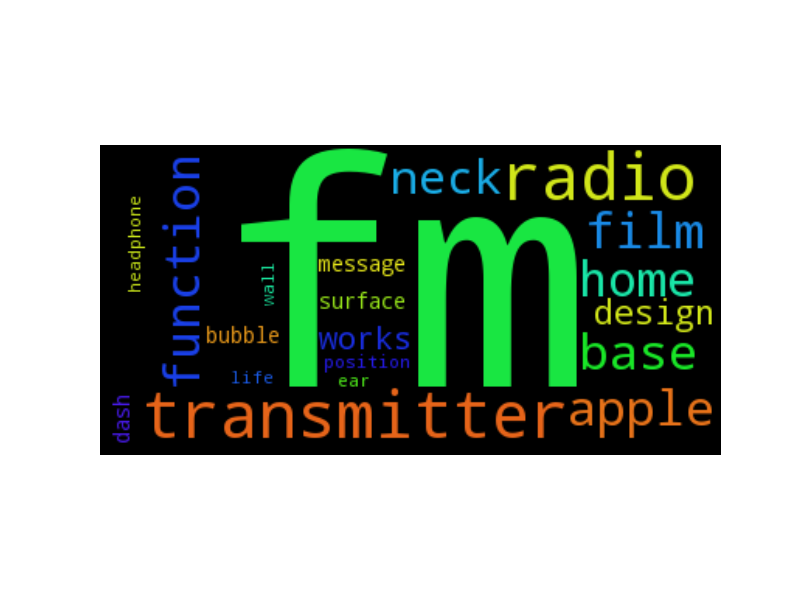 fm
neck
radio
function
headphone
film
message
wall
home
surface
design
bubble
works
base
position
life
ear
dash
transmitter
apple